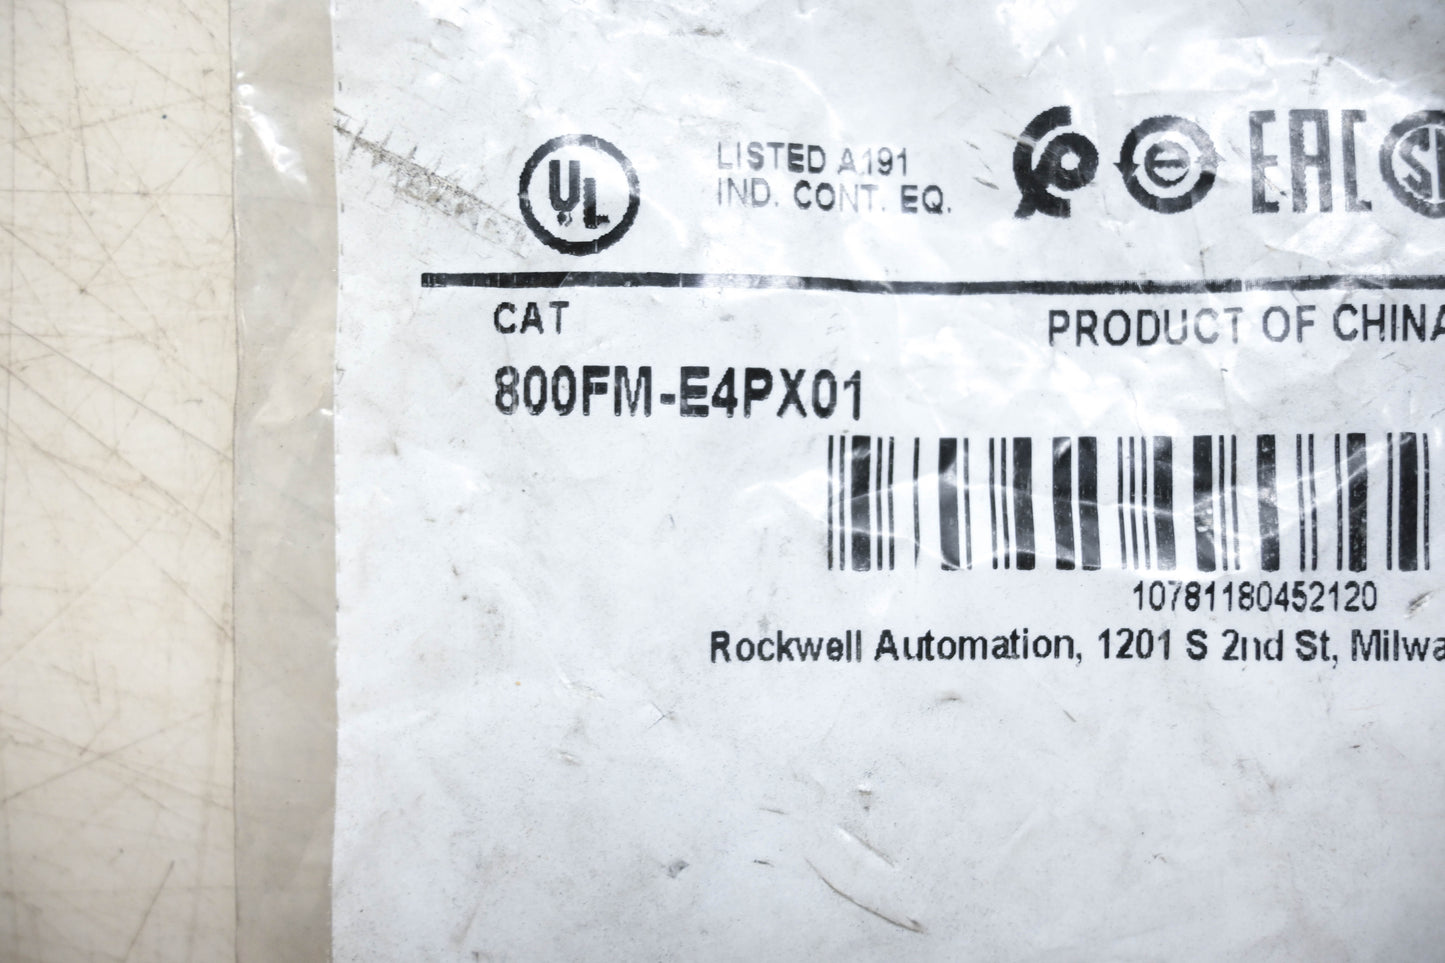 UL
LISTED A191
IND. CONT. EQ.
EAC
CAT
PRODUCT OF CHINA
800FM-E4PX01
10781180452120
Rockwell Automation, 1201 S 2nd St,